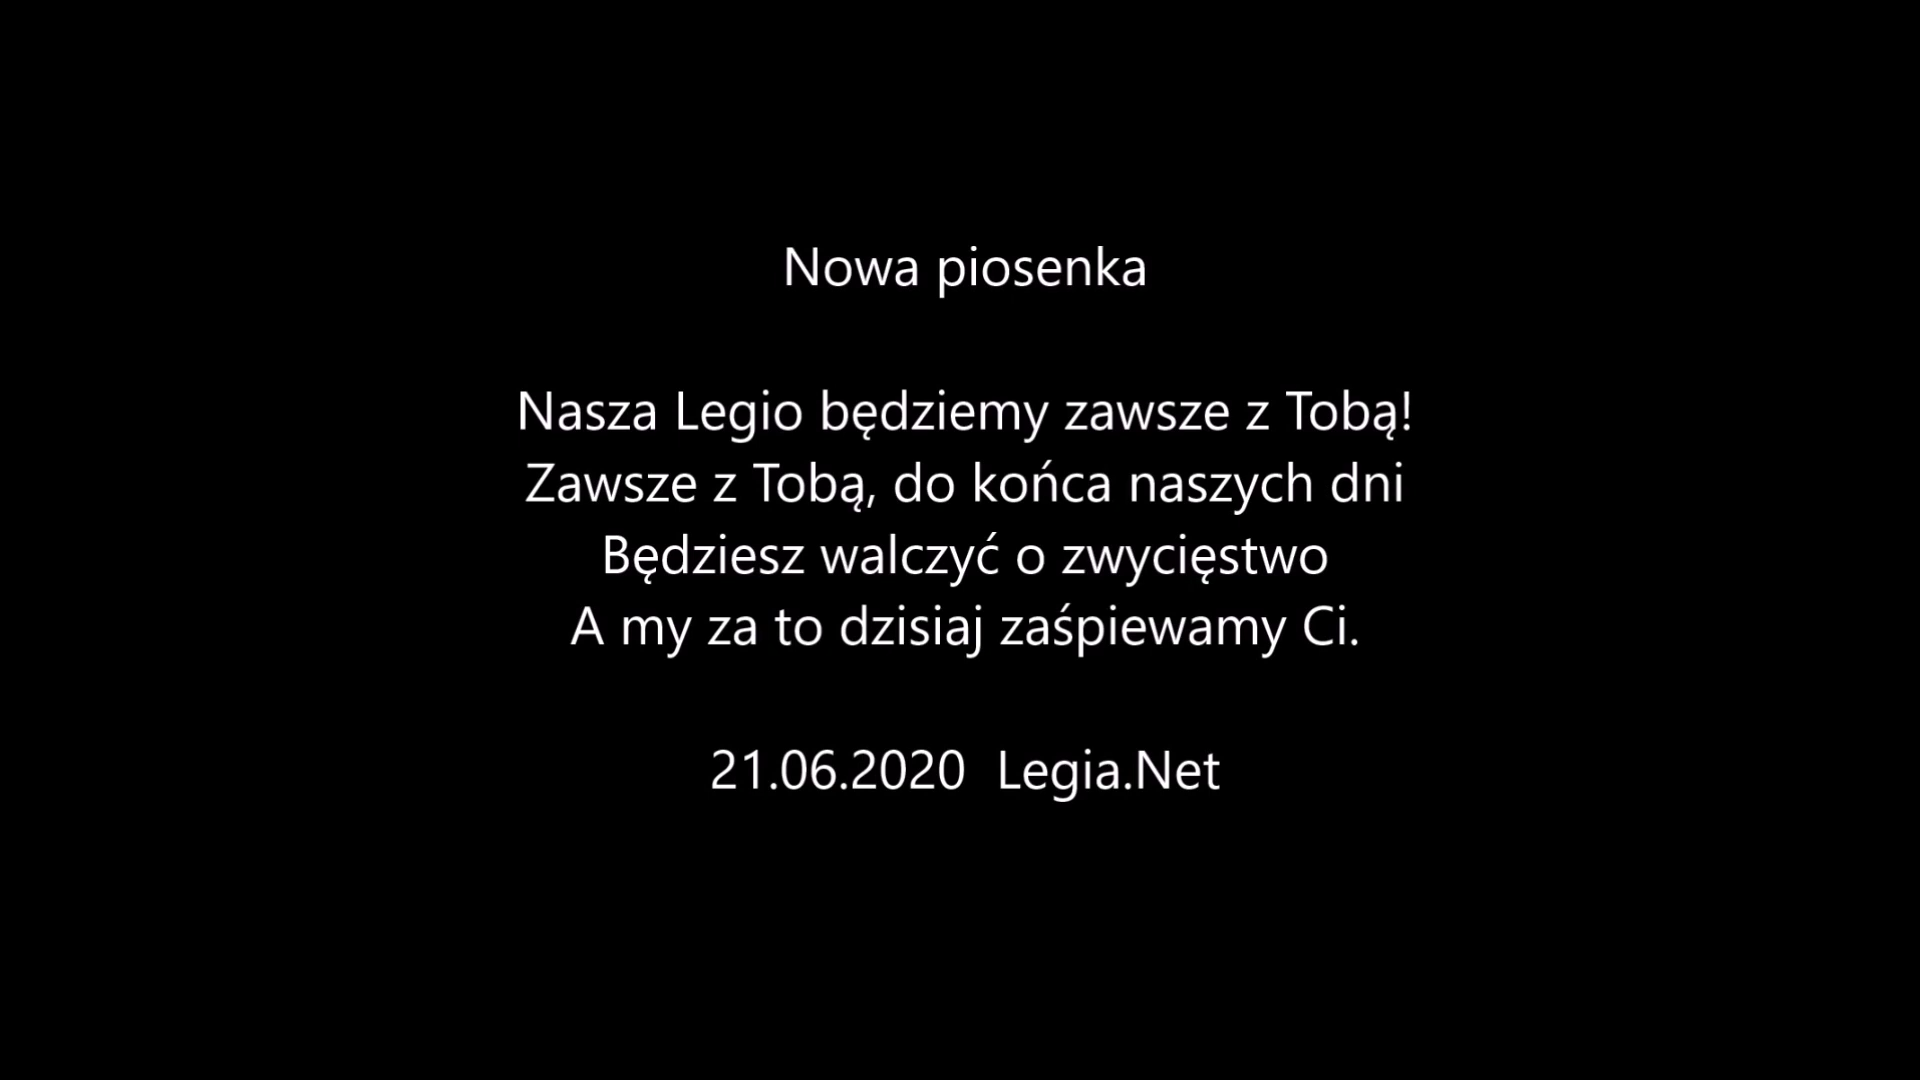 Nowa piosenka
Nasza Legio będziemy zawsze z Tobą!
Zawsze z Tobą, do końca naszych dni
Będziesz walczyć o zwycięstwo
A my za to dzisiaj zaśpiewamy Ci.
21.06.2020 Legia.Net